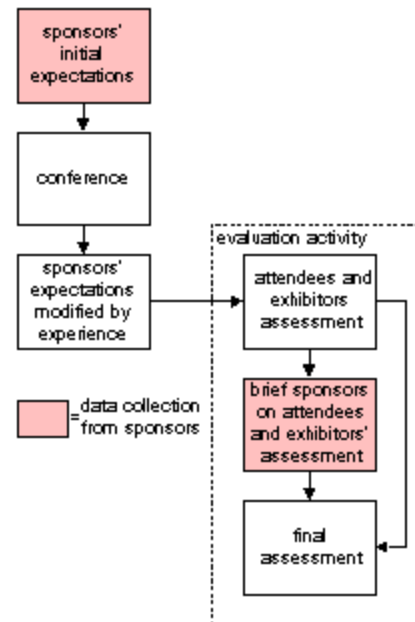 sponsors'
initial
expectations
conference
sponsors'
expectations
modified by
experience
evaluation activity
attendees and
exhibitors
assessment
brief sponsors
on attendees
and exhibitors'
assessment
final
assessment
=data collection
from sponsors